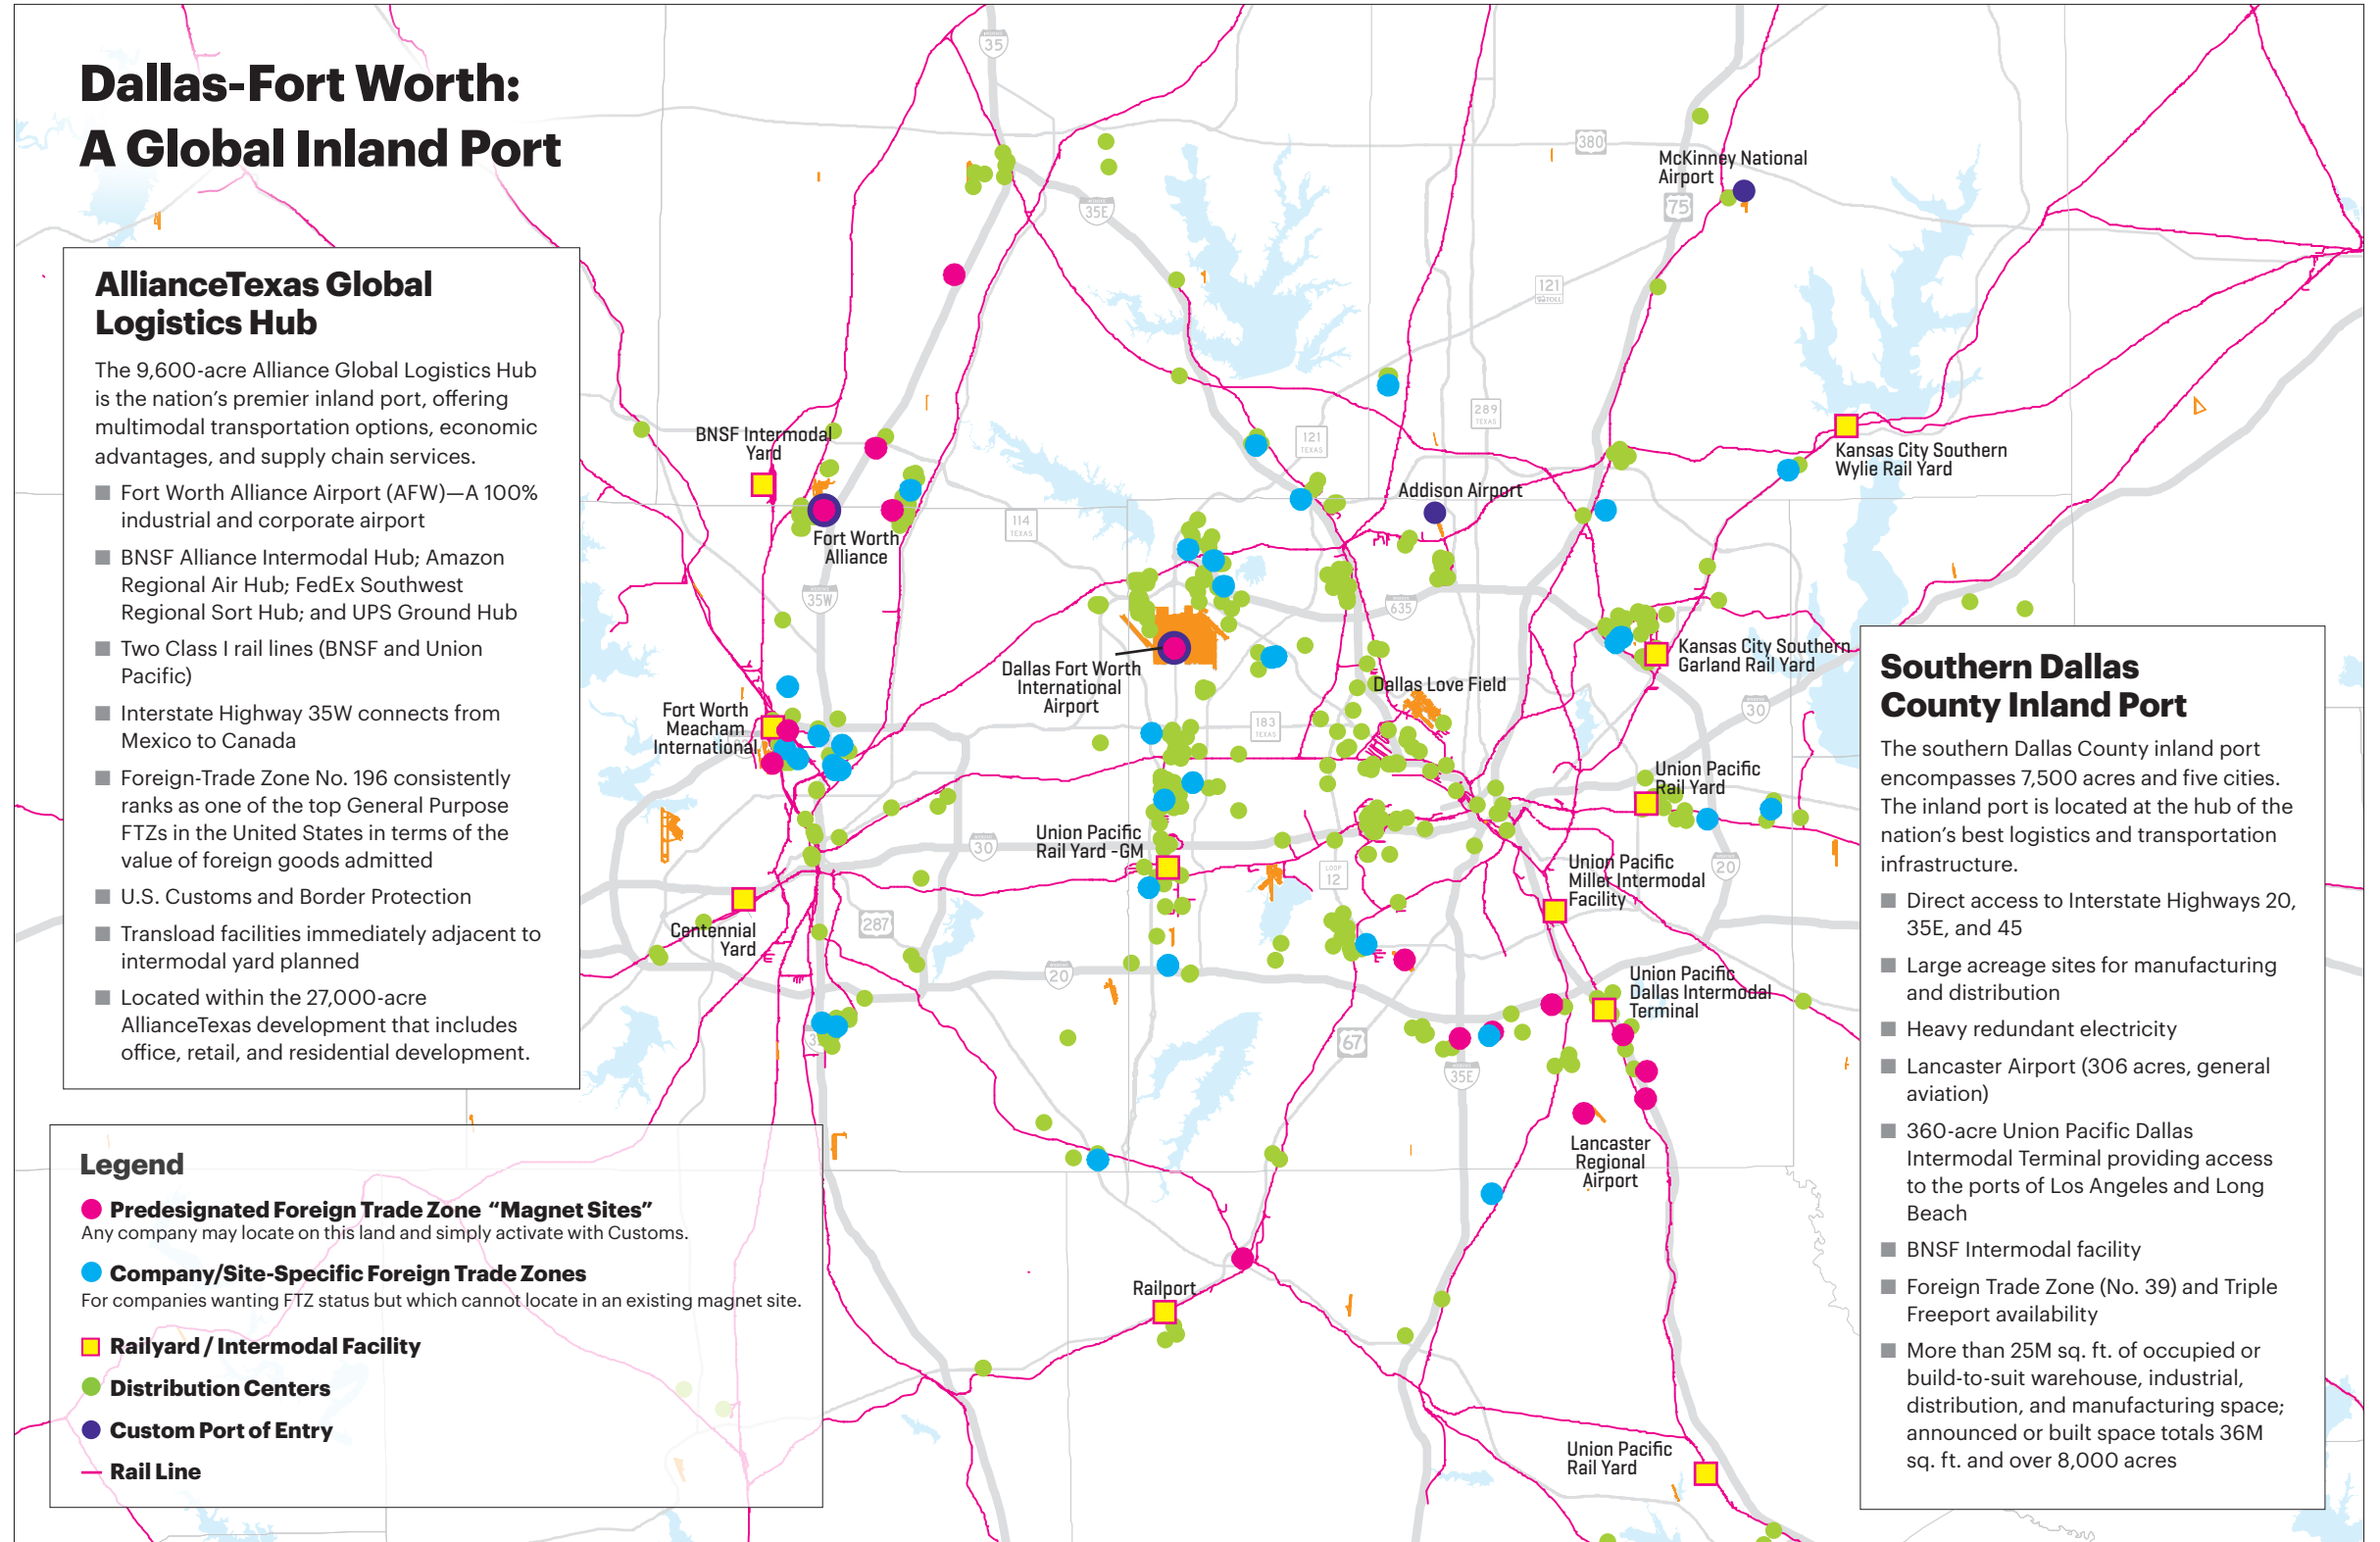 Dallas-Fort Worth:
A Global Inland Port
AllianceTexas Global
Logistics Hub
The 9,600-acre Alliance Global Logistics Hub
is the nation’s premier inland port, offering
multimodal transportation options, economic
advantages, and supply chain services.
Fort Worth Alliance Airport (AFW)—A 100%
industrial and corporate airport
BNSF Alliance Intermodal Hub; Amazon
Regional Air Hub; FedEx Southwest
Regional Sort Hub; and UPS Ground Hub
Two Class I rail lines (BNSF and Union
Pacific)
Interstate Highway 35W connects from
Mexico to Canada
Foreign-Trade Zone No. 196 consistently
ranks as one of the top General Purpose
FTZs in the United States in terms of the
value of foreign goods admitted
U.S. Customs and Border Protection
Transload facilities immediately adjacent to
intermodal yard planned
Located within the 27,000-acre
AllianceTexas development that includes
office, retail, and residential development.
Legend
Predesignated Foreign Trade Zone “Magnet Sites”
Any company may locate on this land and simply activate with Customs.
Company/Site-Specific Foreign Trade Zones
For companies wanting FTZ status but which cannot locate in an existing magnet site.
Railyard / Intermodal Facility
Distribution Centers
Custom Port of Entry
Rail Line
35
35E
380
McKinney National
Airport
75
121
TOLL
289
TEXAS
121
TEXAS
BNSF Intermodal
Yard
Kansas City Southern
Wylie Rail Yard
Addison Airport
114
TEXAS
Fort Worth
Alliance
35W
635
Kansas City Southern
Garland Rail Yard
Dallas Fort Worth
International
Airport
Dallas Love Field
Fort Worth
Meacham
International
183
TEXAS
30
Union Pacific
Rail Yard
Union Pacific
Rail Yard -GM
30
LOOP
12
Union Pacific
Miller Intermodal
Facility
20
287
Centennial
Yard
20
Union Pacific
Dallas Intermodal
Terminal
67
35E
Lancaster
Regional
Airport
Railport
Union Pacific
Rail Yard
Southern Dallas
County Inland Port
The southern Dallas County inland port
encompasses 7,500 acres and five cities.
The inland port is located at the hub of the
nation’s best logistics and transportation
infrastructure.
Direct access to Interstate Highways 20,
35E, and 45
Large acreage sites for manufacturing
and distribution
Heavy redundant electricity
Lancaster Airport (306 acres, general
aviation)
360-acre Union Pacific Dallas
Intermodal Terminal providing access
to the ports of Los Angeles and Long
Beach
BNSF Intermodal facility
Foreign Trade Zone (No. 39) and Triple
Freeport availability
More than 25M sq. ft. of occupied or
build-to-suit warehouse, industrial,
distribution, and manufacturing space;
announced or built space totals 36M
sq. ft. and over 8,000 acres